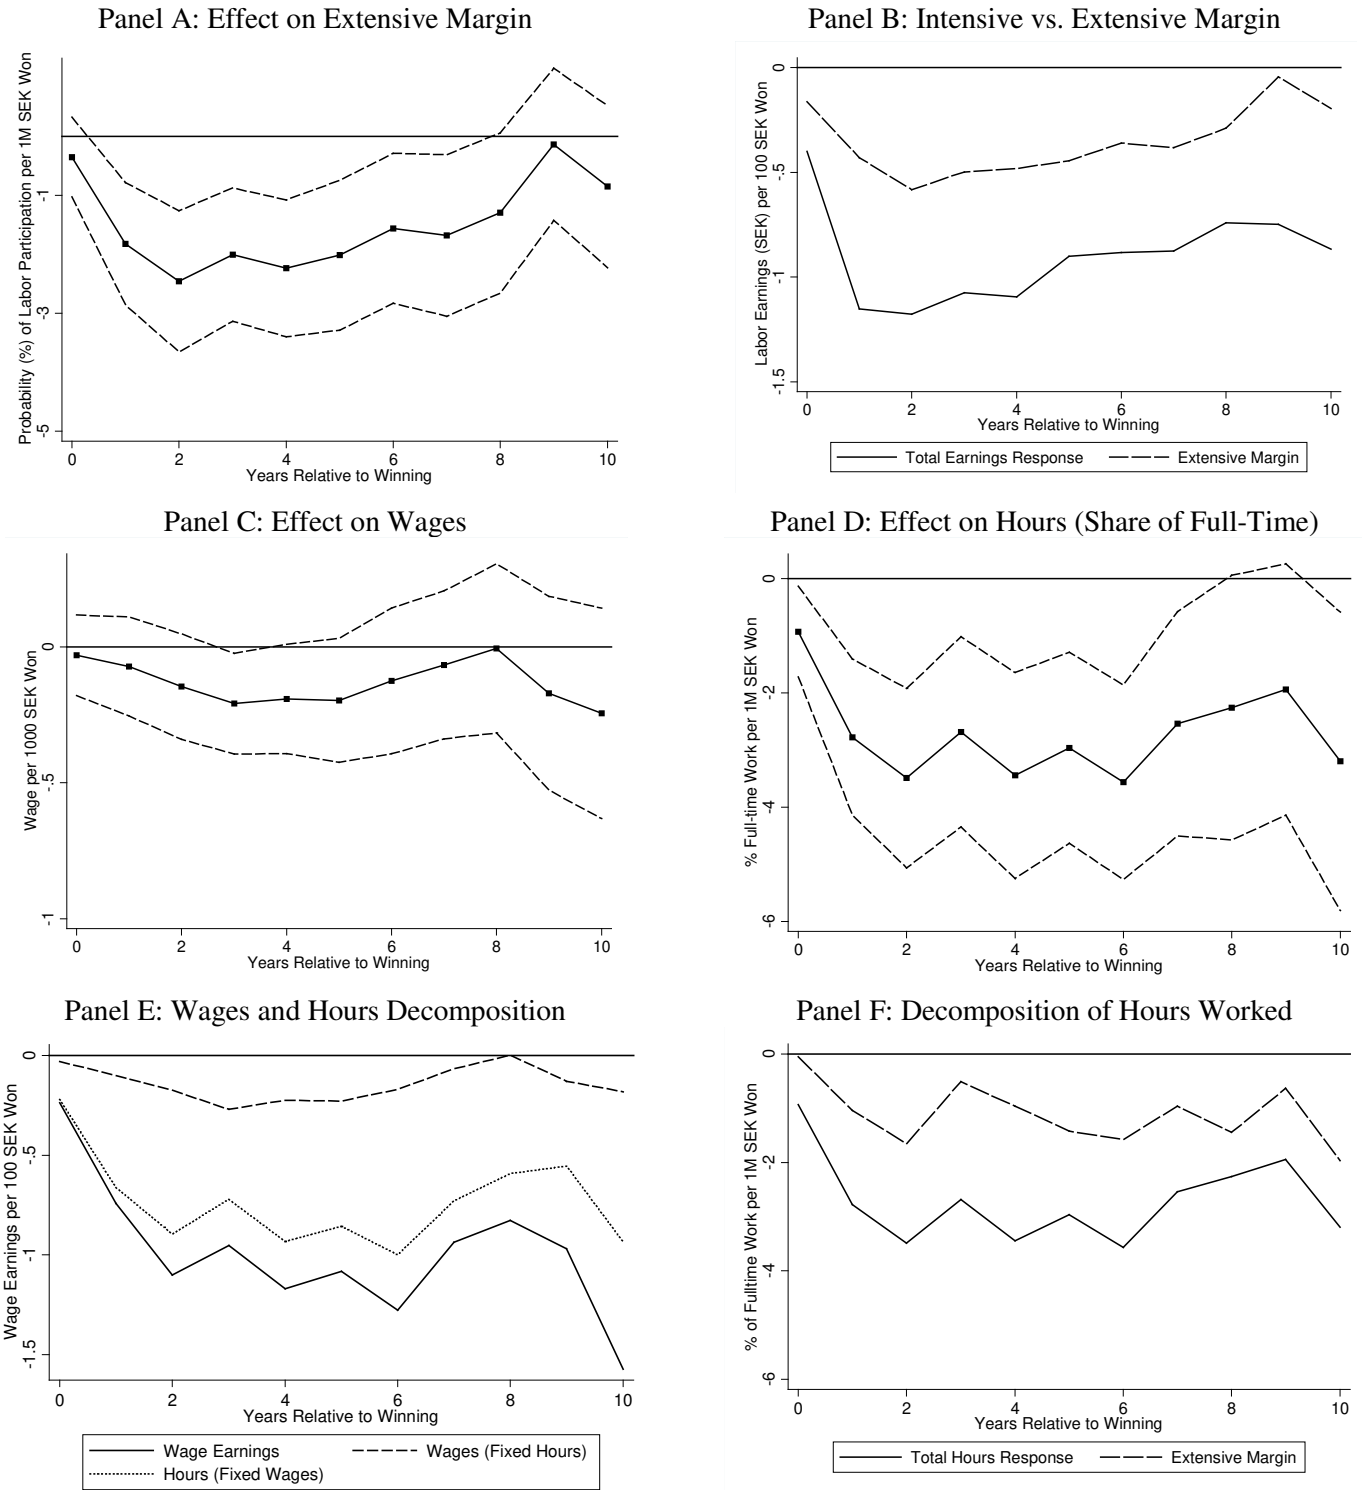 Panel A: Effect on Extensive Margin
Probability (%) of Labor Participation per 1M SEK Won
-1
-3
-5
0 2 4 6 8 10
Years Relative to Winning
Panel B: Intensive vs. Extensive Margin
Labor Earnings (SEK) per 100 SEK Won
0
-.5
-1
-1.5
0 2 4 6 8 10
Years Relative to Winning
Total Earnings Response Extensive Margin
Panel C: Effect on Wages
Wage per 1000 SEK Won
0
-.5
-1
0 2 4 6 8 10
Years Relative to Winning
Panel D: Effect on Hours (Share of Full-Time)
% Full-time Work per 1M SEK Won
0
-2
-4
-6
0 2 4 6 8 10
Years Relative to Winning
Panel E: Wages and Hours Decomposition
Wage Earnings per 100 SEK Won
0
-.5
-1
-1.5
0 2 4 6 8 10
Years Relative to Winning
Wage Earnings Wages (Fixed Hours)
Hours (Fixed Wages)
Panel F: Decomposition of Hours Worked
% of Fulltime Work per 1M SEK Won
0
-2
-4
-6
0 2 4 6 8 10
Years Relative to Winning
Total Hours Response Extensive Margin